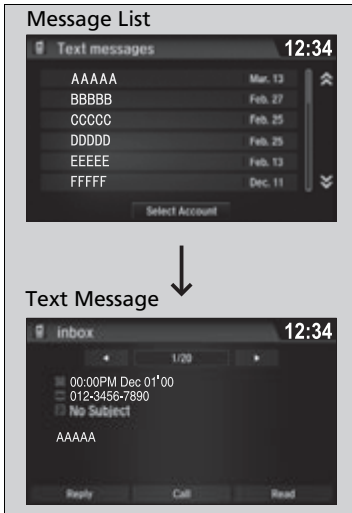 Message List
Text messages 12:34
AAAAA Mar. 13
BBBBB Feb. 27
CCCCC Feb. 25
DDDDD Feb. 25
EEEEE Feb. 13
FFFFF Dec. 11
Select Account
Text Message
inbox 12:34
1/20
00:00PM Dec 01'00
012-3456-7890
No Subject
AAAAA
Reply Call Read